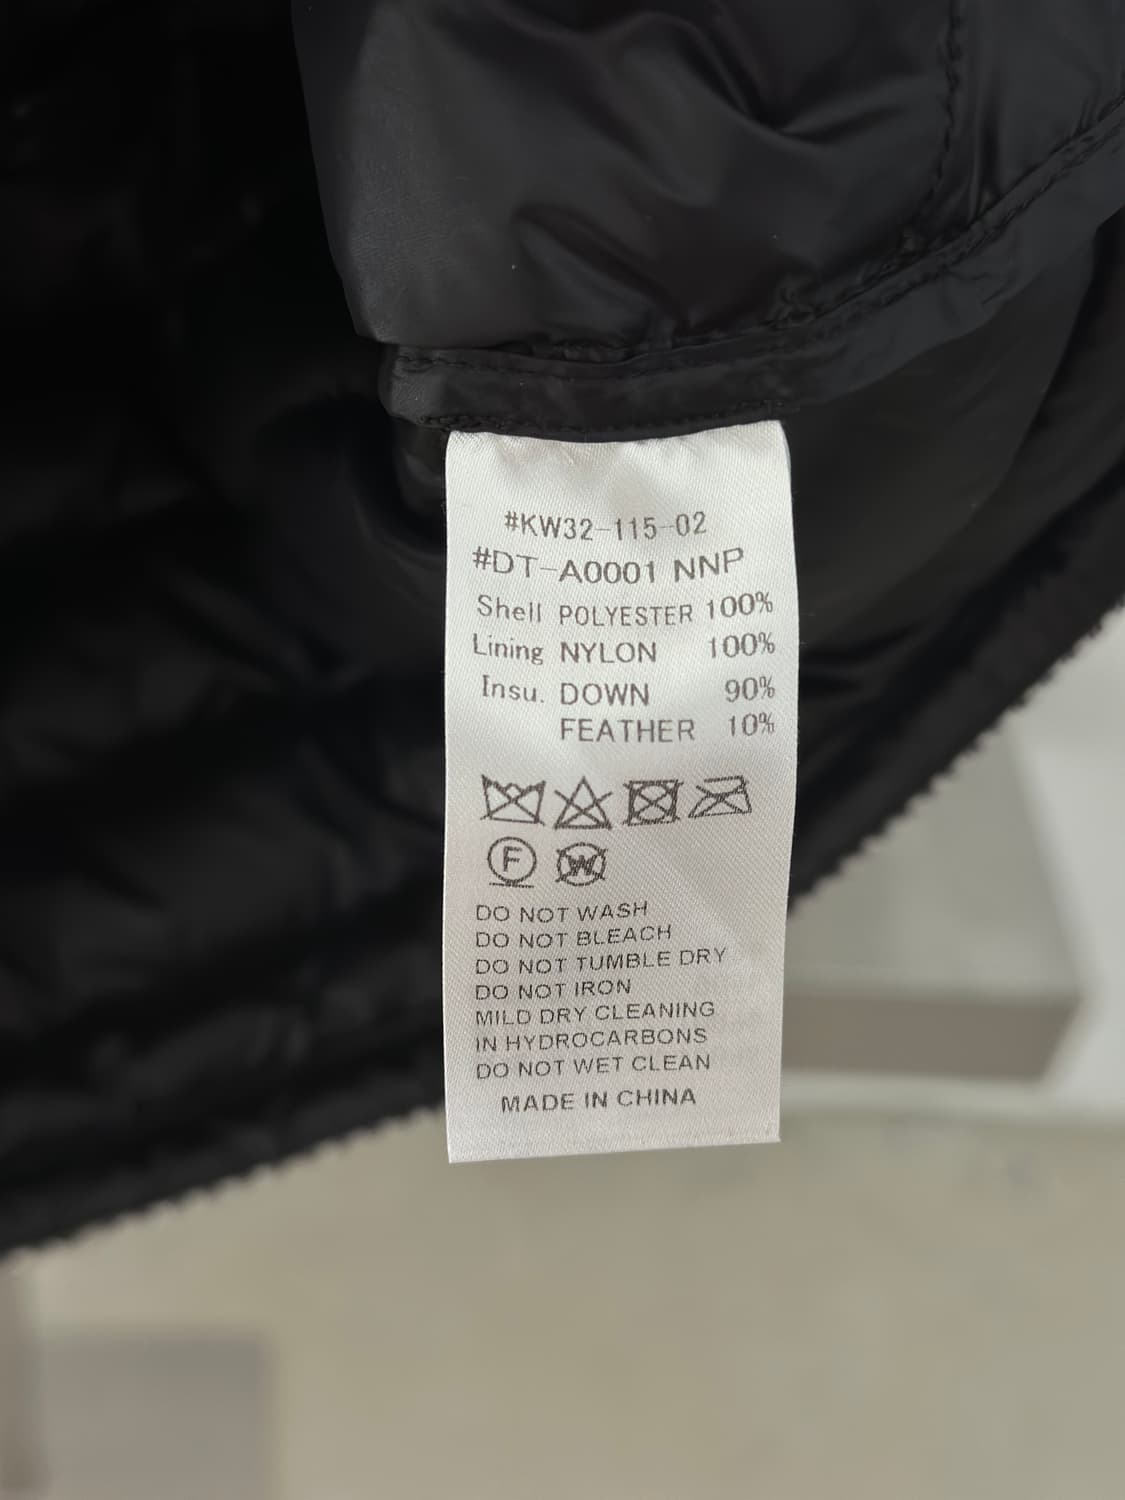 #KW32-115-02
#DT-A0001 NNP
Shell POLYESTER 100%
Lining NYLON 100%
Insu. DOWN 90%
FEATHER 10%
F W
DO NOT WASH
DO NOT BLEACH
DO NOT TUMBLE DRY
DO NOT IRON
MILD DRY CLEANING
IN HYDROCARBONS
DO NOT WET CLEAN
MADE IN CHINA